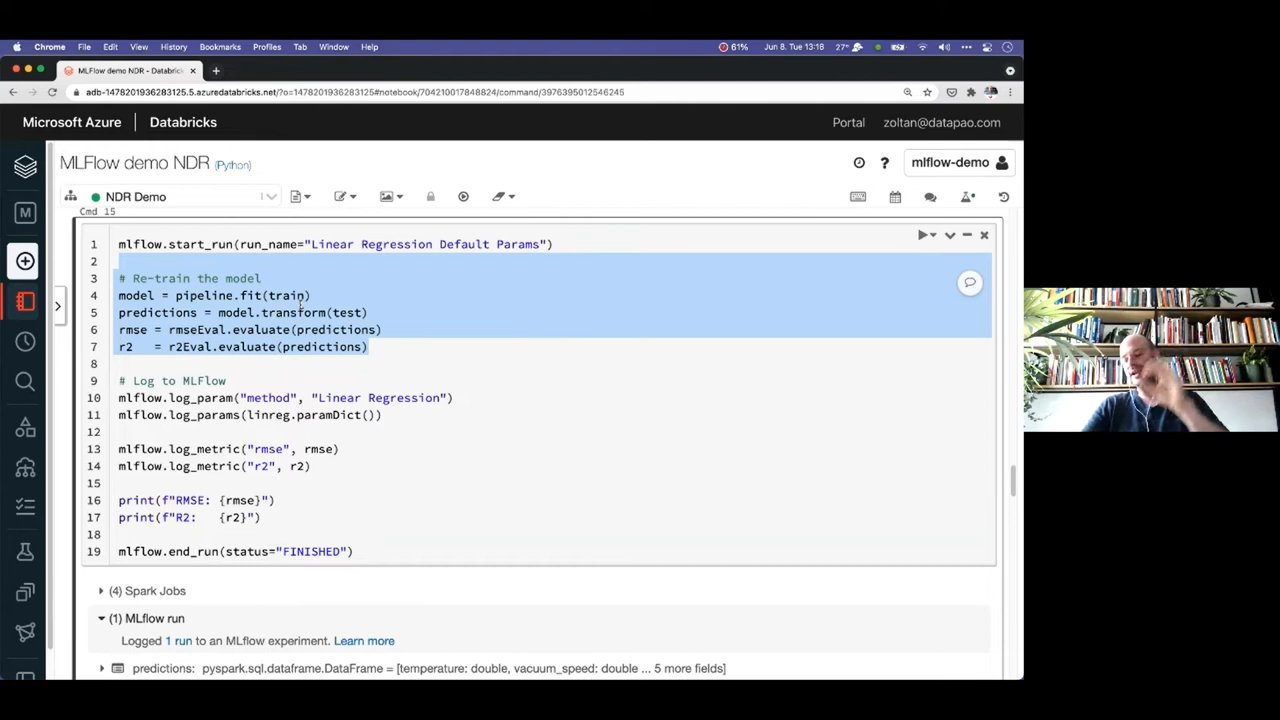 Chrome File Edit View History Bookmarks Profiles Tab Window Help 61% Jun 8. Tue 13:18 27°
MLFlow demo NDR - Databric
adb-1478201936283125.5.azuredatabricks.net/?o=1478201936283125#notebook/704210017848824/command/3976395012546245
Microsoft Azure Databricks Portal zoltan@datapao.com
MLFlow demo NDR (Python) mlflow-demo
NDR Demo
Cmd 15
1 mlflow.start_run(run_name="Linear Regression Default Params")
2
3 # Re-train the model
4 model = pipeline.fit(train)
5 predictions = model.transform(test)
6 rmse = rmseEval.evaluate(predictions)
7 r2 = r2Eval.evaluate(predictions)
8
9 # Log to MLFlow
10 mlflow.log_param("method", "Linear Regression")
11 mlflow.log_params(linreg.paramDict())
12
13 mlflow.log_metric("rmse", rmse)
14 mlflow.log_metric("r2", r2)
15
16 print(f"RMSE: {rmse}")
17 print(f"R2: {r2}")
18
19 mlflow.end_run(status="FINISHED")
(4) Spark Jobs
(1) MLflow run
Logged 1 run to an MLflow experiment. Learn more
predictions: pyspark.sql.dataframe.DataFrame = [temperature: double, vacuum_speed: double ... 5 more fields]